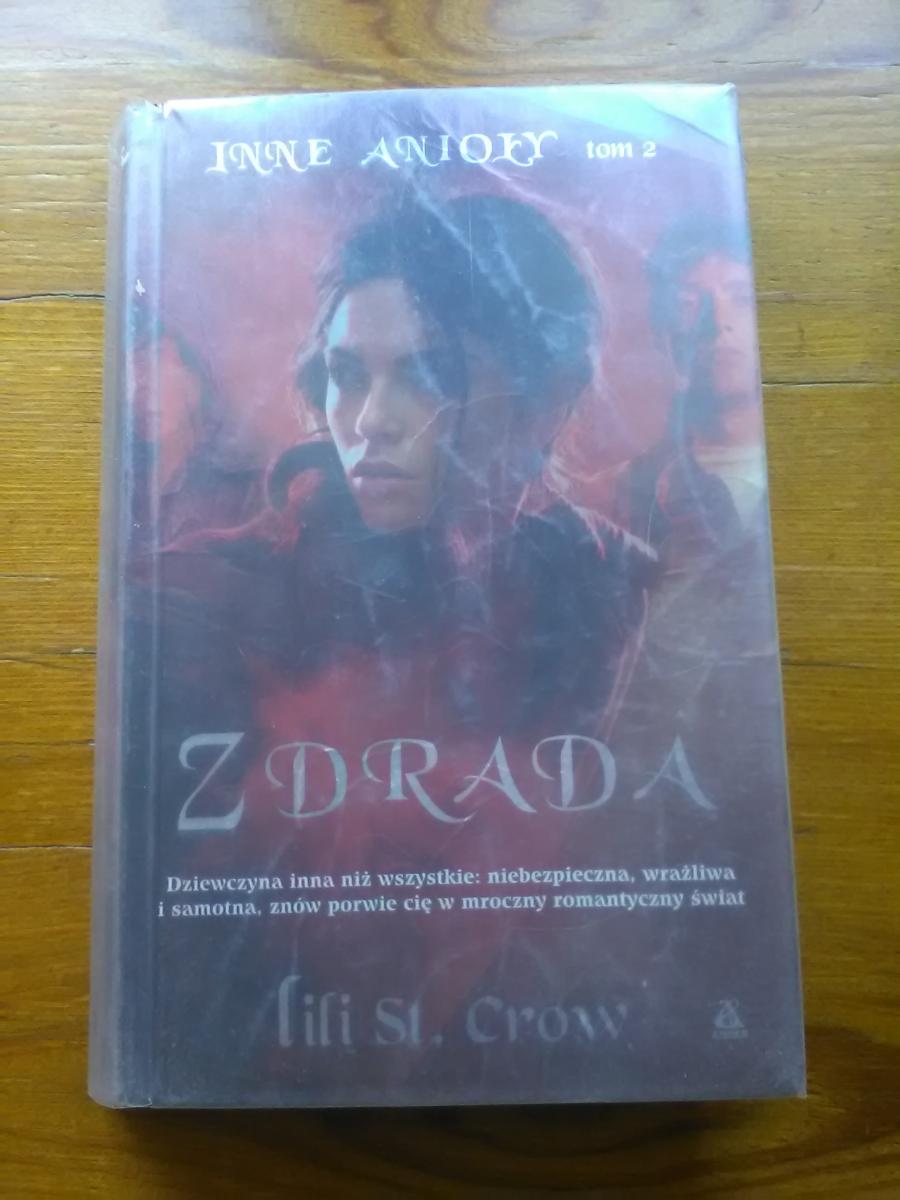 INNE ANIOŁY tom 2
ZDRADA
Dziewczyna inna niż wszystkie: niebezpieczna, wrażliwa
i samotna, znów porwie cię w mroczny romantyczny świat
lili St. Crow